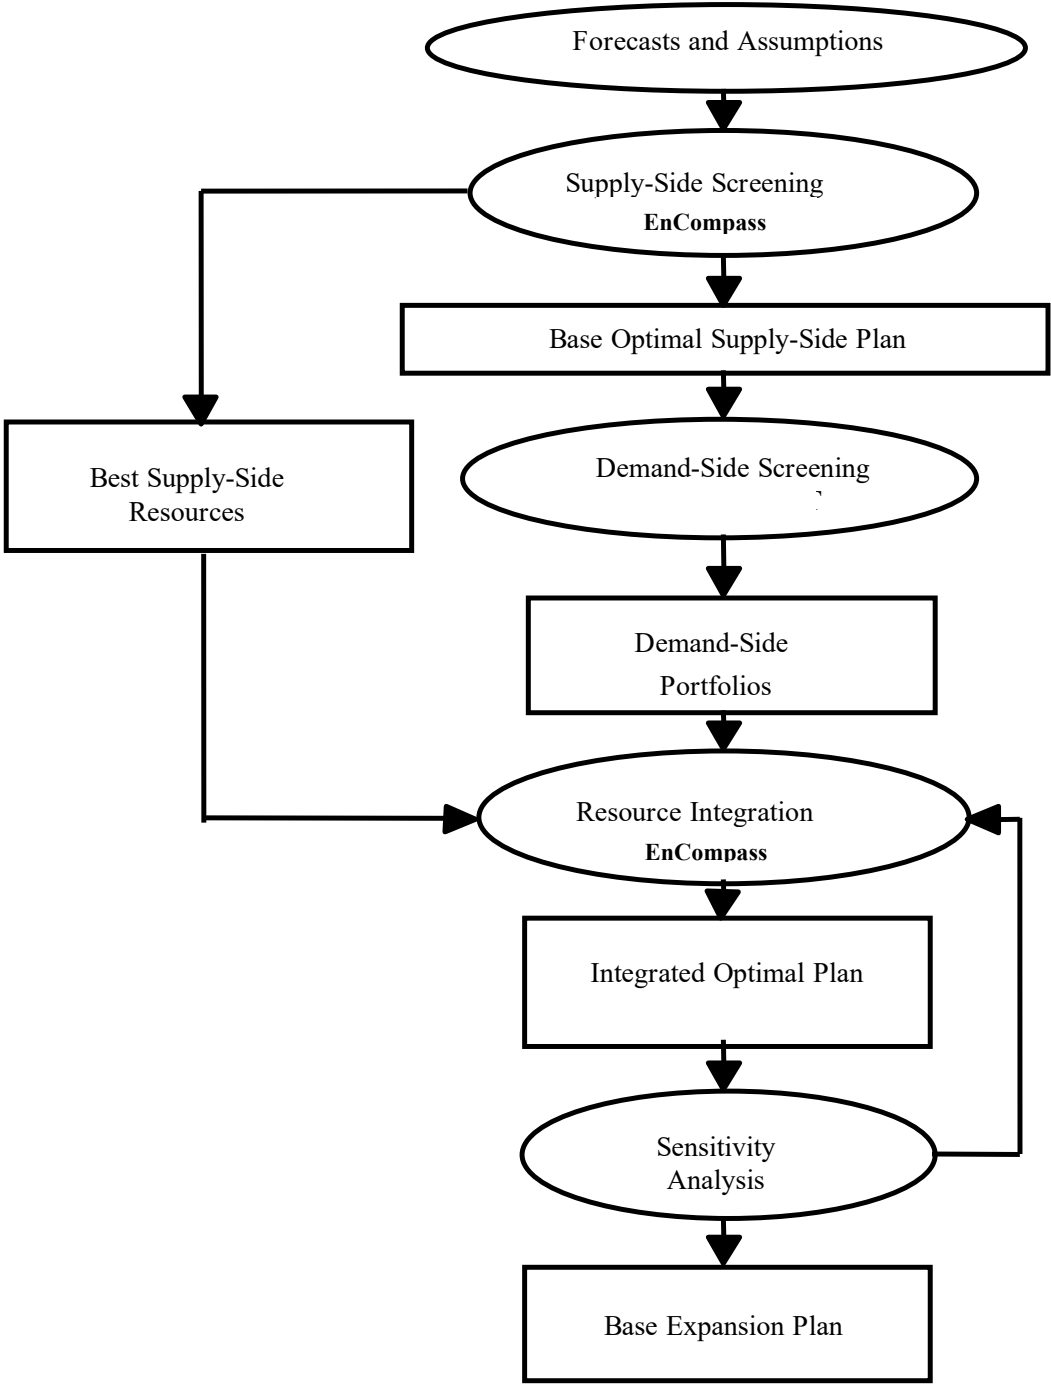 Forecasts and Assumptions
Supply-Side Screening
EnCompass
Base Optimal Supply-Side Plan
Best Supply-Side
Resources
Demand-Side Screening
Demand-Side
Portfolios
Resource Integration
EnCompass
Integrated Optimal Plan
Sensitivity
Analysis
Base Expansion Plan